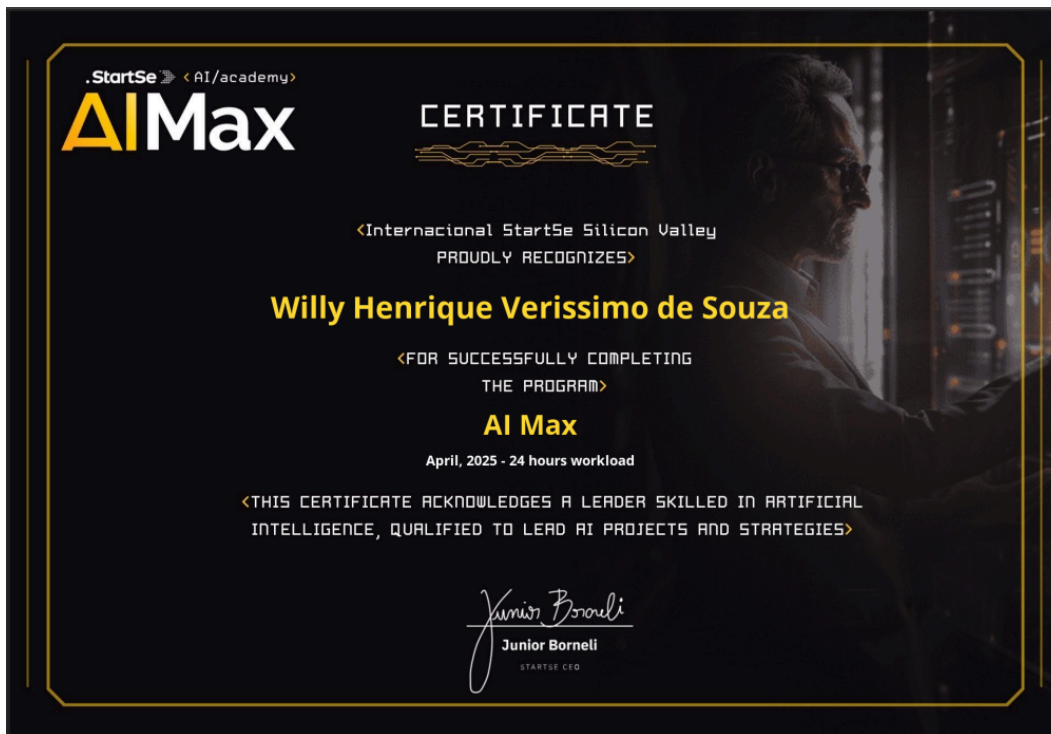 .StartSe <AI/academy>
AIMax
CERTIFICATE
<Internacional StartSe Silicon Valley
PROUDLY RECOGNIZES>
Willy Henrique Verissimo de Souza
<FOR SUCCESSFULLY COMPLETING
THE PROGRAM>
AI Max
April, 2025 - 24 hours workload
<THIS CERTIFICATE ACKNOWLEDGES A LEADER SKILLED IN ARTIFICIAL
INTELLIGENCE, QUALIFIED TO LEAD AI PROJECTS AND STRATEGIES>
Junior Borneli
Junior Borneli
STARTSE CEO